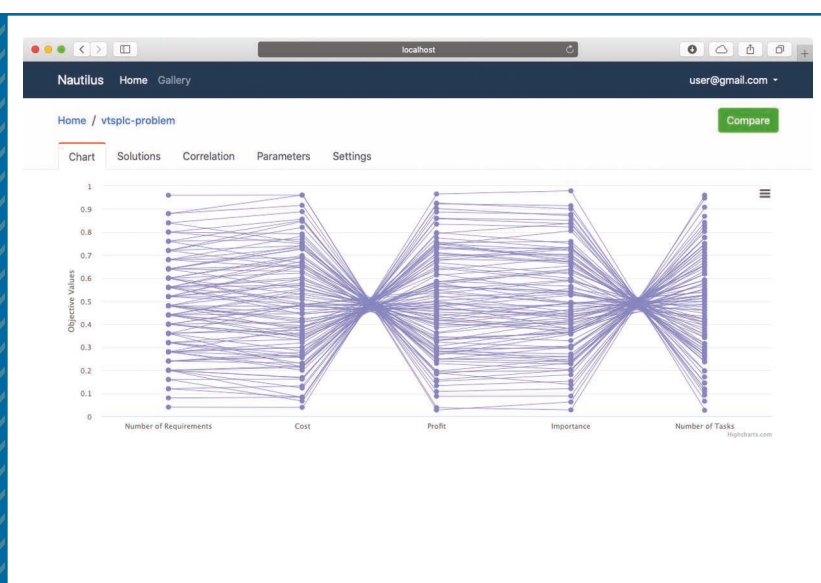 localhost
Nautilus Home Gallery user@gmail.com
Home / vtsplc-problem Compare
Chart Solutions Correlation Parameters Settings
1
0.9
0.8
0.7
0.6
0.5
0.4
0.3
0.2
0.1
0
Objective Values
Number of Requirements Cost Profit Importance Number of Tasks
Highcharts.com